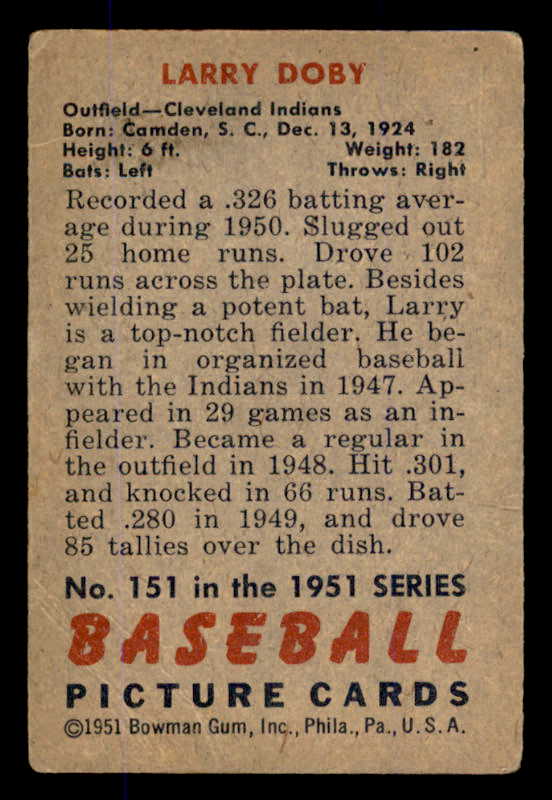 LARRY DOBY
Outfield—Cleveland Indians
Born: Camden, S. C., Dec. 13, 1924
Height: 6 ft. Weight: 182
Bats: Left Throws: Right
Recorded a .326 batting aver-
age during 1950. Slugged out
25 home runs. Drove 102
runs across the plate. Besides
wielding a potent bat, Larry
is a top-notch fielder. He be-
gan in organized baseball
with the Indians in 1947. Ap-
peared in 29 games as an in-
fielder. Became a regular in
the outfield in 1948. Hit .301,
and knocked in 66 runs. Bat-
ted .280 in 1949, and drove
85 tallies over the dish.
No. 151 in the 1951 SERIES
BASEBALL
PICTURE CARDS
©1951 Bowman Gum, Inc., Phila., Pa., U. S. A.